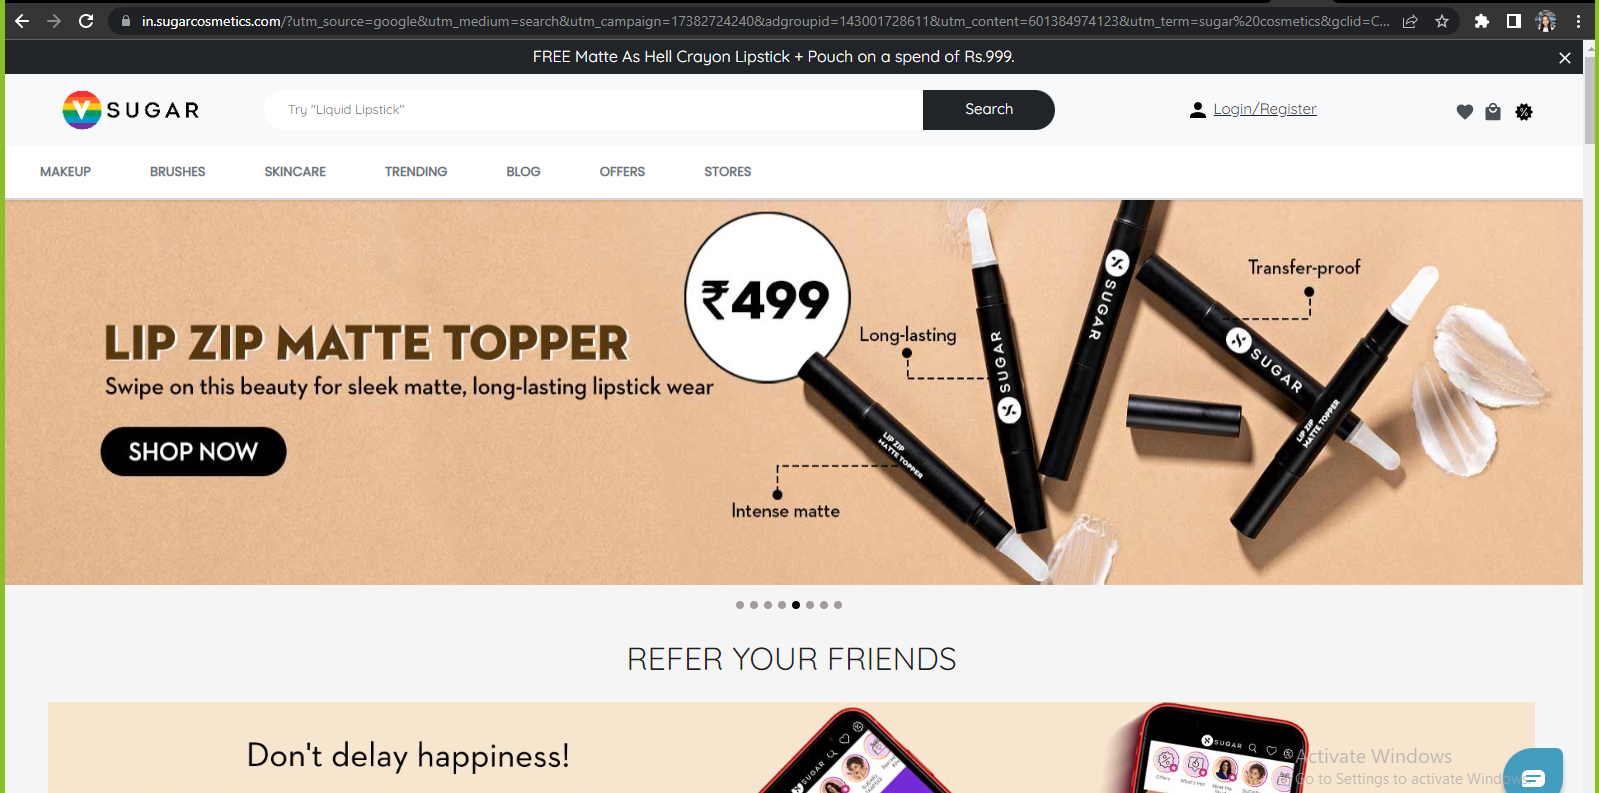 in.sugarcosmetics.com/?utm_source=google&utm_medium=search&utm_campaign=17382724240&adgroupid=143001728611&utm_content=601384974123&utm_term=sugar%20cosmetics&gclid=C...
FREE Matte As Hell Crayon Lipstick + Pouch on a spend of Rs.999.
SUGAR
Try "Liquid Lipstick"
Search
Login/Register
MAKEUP BRUSHES SKINCARE TRENDING BLOG OFFERS STORES
₹499
Transfer-proof
Long-lasting
LIP ZIP MATTE TOPPER
Swipe on this beauty for sleek matte, long-lasting lipstick wear
SHOP NOW
Intense matte
SUGAR
SUGAR
SUGAR
LIP ZIP
MATTE TOPPER
LIP ZIP
MATTE TOPPER
REFER YOUR FRIENDS
Don't delay happiness!
SUGAR
SUGAR
Offers
What's Hot
Activate Windows
Go to Settings to activate Windows.